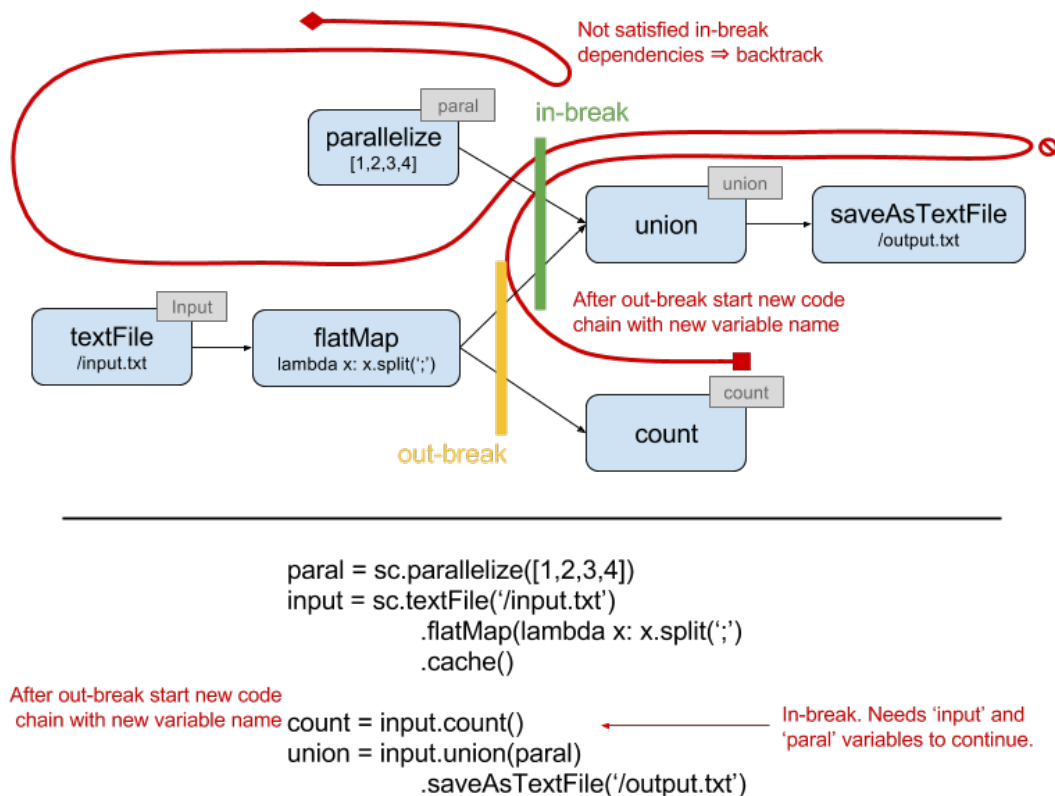 Not satisfied in-break
dependencies ⇒ backtrack
paral
in-break
parallelize
[1,2,3,4]
union
union
saveAsTextFile
/output.txt
Input
textFile
/input.txt
flatMap
lambda x: x.split(‘;’)
After out-break start new code
chain with new variable name
count
count
out-break
paral = sc.parallelize([1,2,3,4])
input = sc.textFile(‘/input.txt’)
.flatMap(lambda x: x.split(‘;’)
.cache()
After out-break start new code
chain with new variable name
count = input.count()
union = input.union(paral)
.saveAsTextFile(‘/output.txt’)
In-break. Needs ‘input’ and
‘paral’ variables to continue.